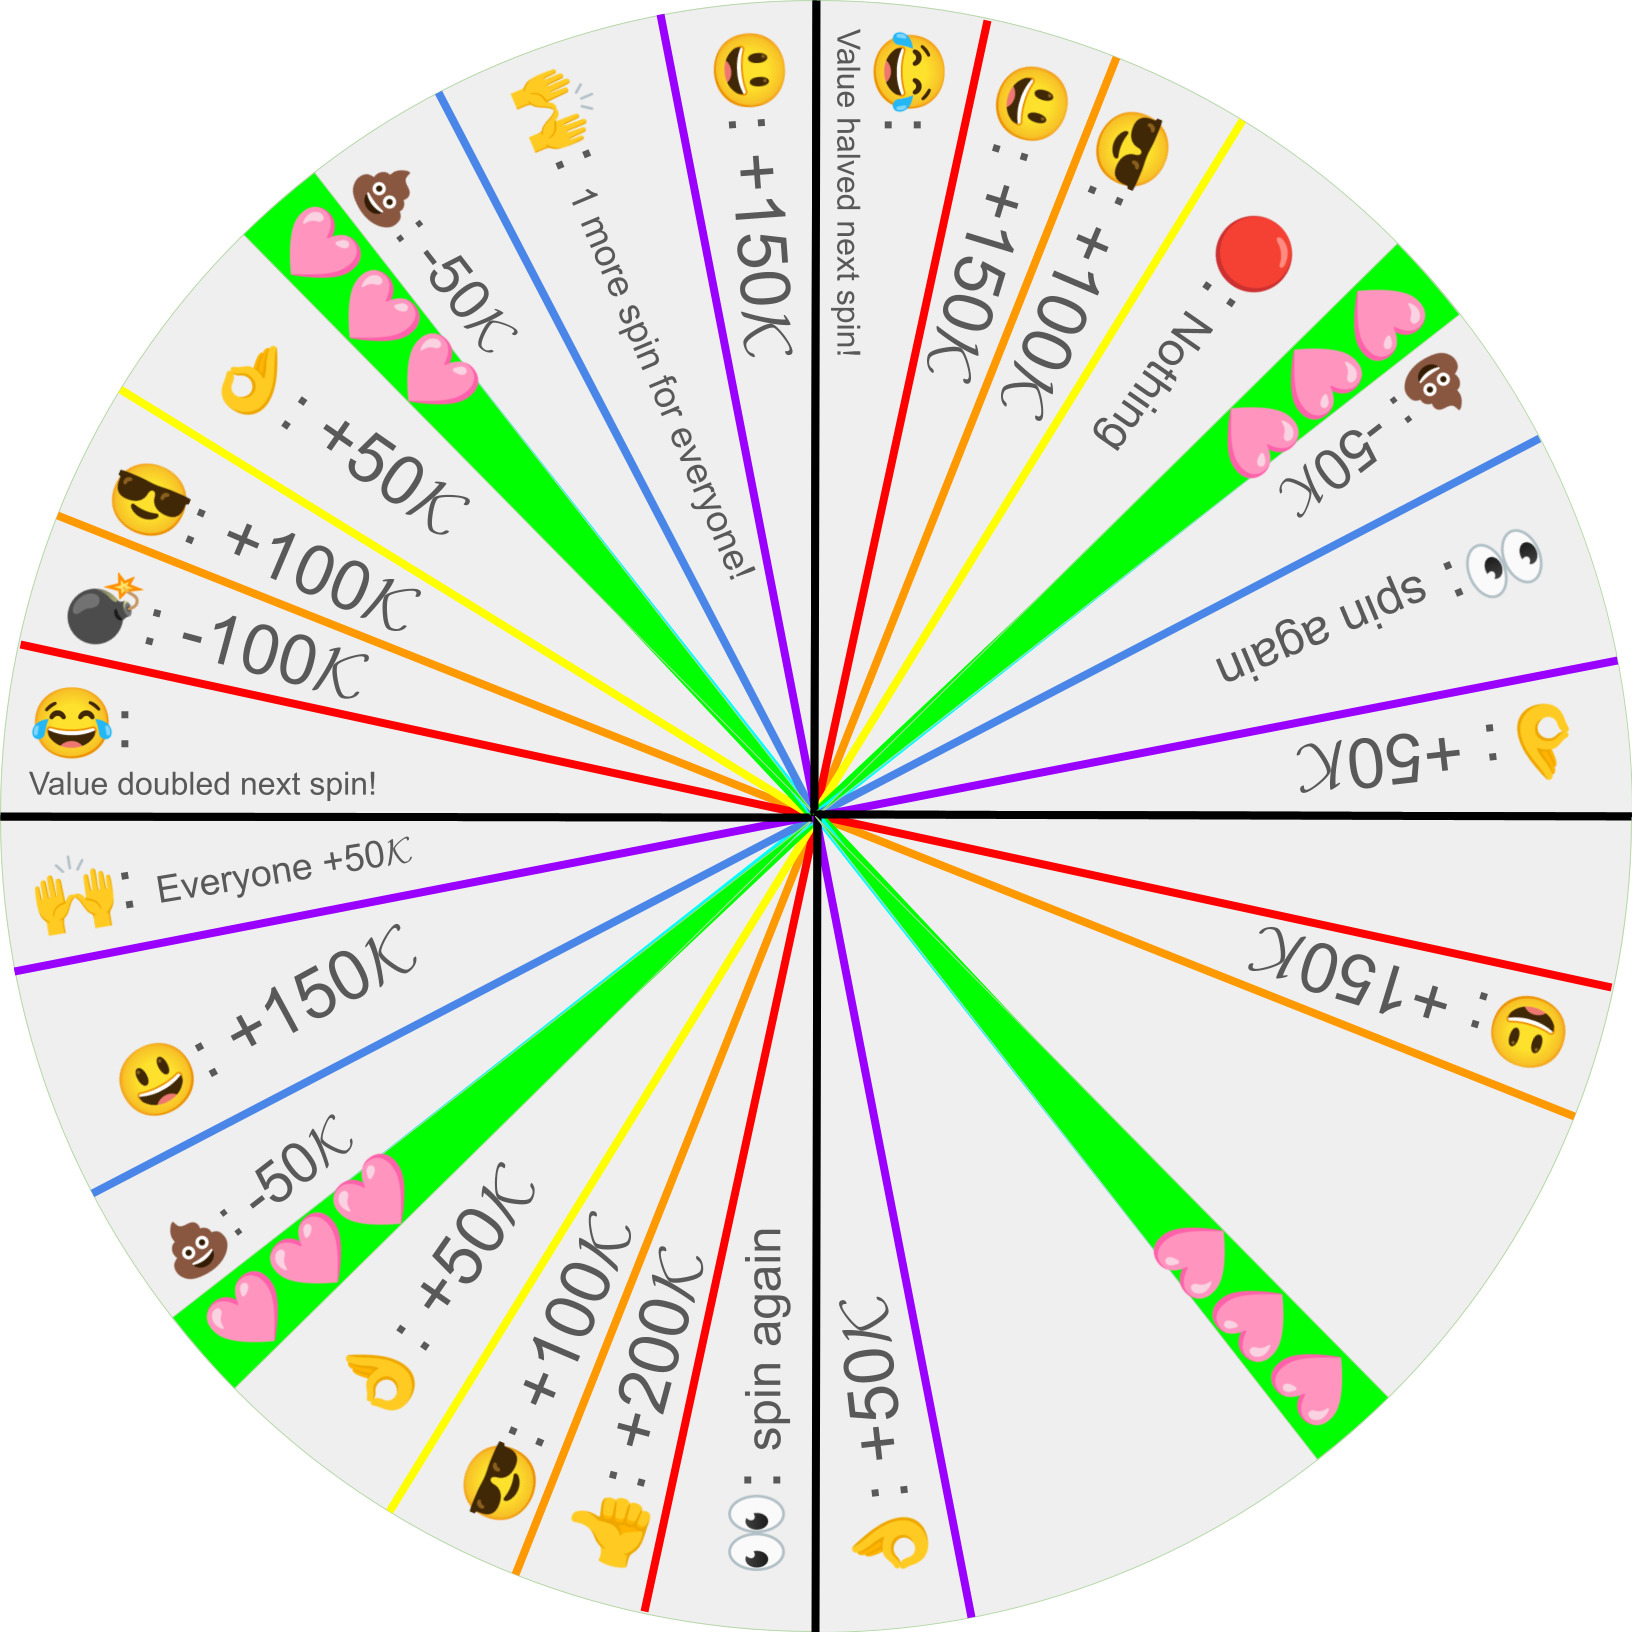 😃: +150𝒦
😂:
Value halved next spin!
😃: +150𝒦
😎: +100𝒦
🔴: Nothing
💩: -50𝒦
👀: spin again
👌: +50𝒦
😃: +150𝒦
👌: +50𝒦
👀: spin again
👍: +200𝒦
😎: +100𝒦
👌: +50𝒦
💩: -50𝒦
😃: +150𝒦
🙌: Everyone +50𝒦
😂:
Value doubled next spin!
💣: -100𝒦
😎: +100𝒦
👌: +50𝒦
💩: -50𝒦
🙌: 1 more spin for everyone!